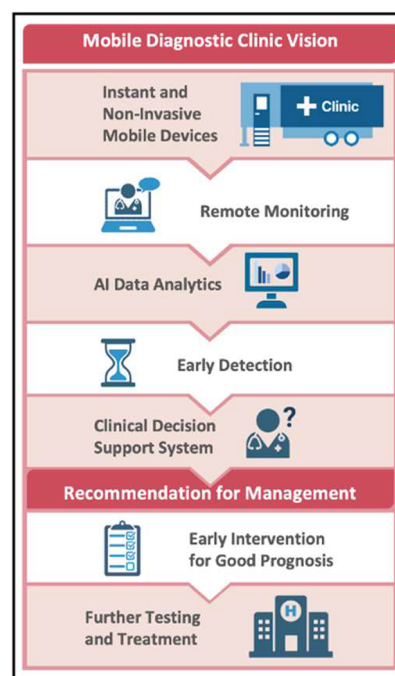 Mobile Diagnostic Clinic Vision
Instant and
Non-Invasive
Mobile Devices
+ Clinic
Remote Monitoring
AI Data Analytics
Early Detection
Clinical Decision
Support System
?
Recommendation for Management
Early Intervention
for Good Prognosis
H
Further Testing
and Treatment